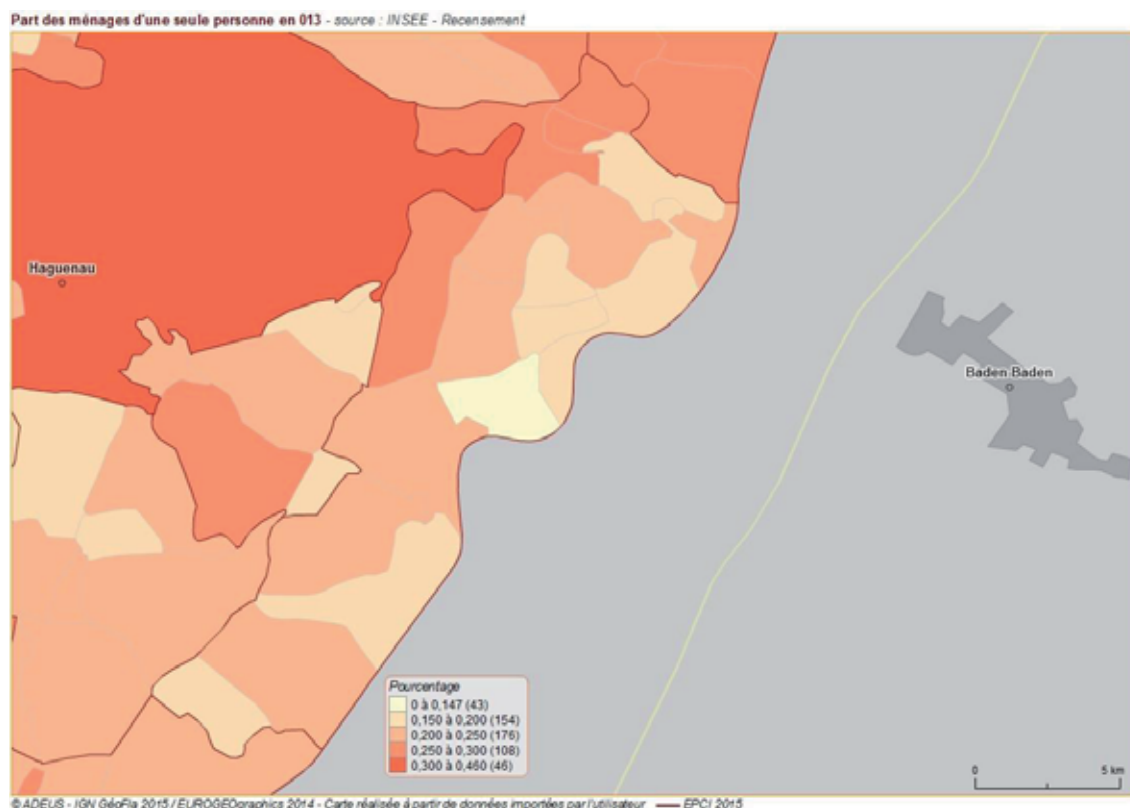 Part des ménages d'une seule personne en 013 - source : INSEE - Recensement
Haguenau
Baden Baden
Pourcentage
0 à 0,147 (43)
0,150 à 0,200 (154)
0,200 à 0,250 (176)
0,250 à 0,300 (108)
0,300 à 0,460 (46)
0 5 km
© ADEUS - IGN GéoFla 2015 / EUROGEOgraphics 2014 - Carte réalisée à partir de données importées par l'utilisateur — EPCI 2015